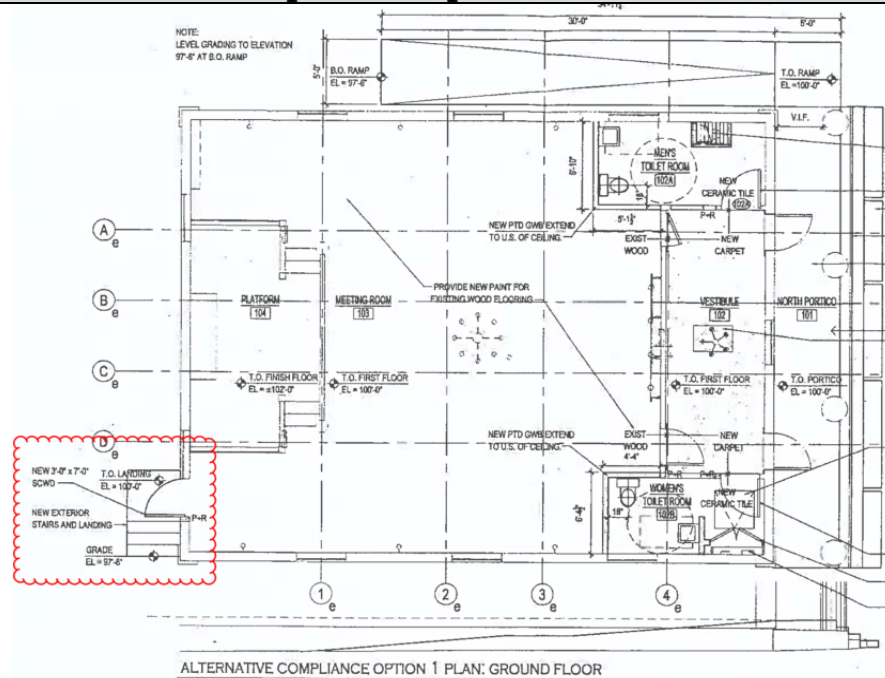 30'-0"
5'-0"
NOTE:
LEVEL GRADING TO ELEVATION
97'-6" AT B.O. RAMP
5'-0"
B.O. RAMP
EL = 97'-6"
T.O. RAMP
EL = 100'-0"
V.I.F.
MEN'S
TOILET ROOM
102A
6'-10"
18"
NEW
CERAMIC TILE
102A
P+R
5'-1½"
NEW PTD GWB EXTEND
TO U.S. OF CEILING.
EXIST
WOOD
NEW
CARPET
A
e
B
e
C
e
D
e
PROVIDE NEW PAINT FOR
EXISTING WOOD FLOORING
PLATFORM
104
MEETING ROOM
103
VESTIBULE
102
NORTH PORTICO
101
T.O. FINISH FLOOR
EL = ±102'-0"
T.O. FIRST FLOOR
EL = 100'-0"
T.O. FIRST FLOOR
EL = 100'-0"
T.O. PORTICO
EL = 100'-0"
NEW PTD GWB EXTEND
TO U.S. OF CEILING.
EXIST
WOOD
4'-4"
NEW
CARPET
P+R
P+R
NEW 3'-0" x 7'-0"
SCWD
T.O. LANDING
EL = 100'-0"
P+R
NEW EXTERIOR
STAIRS AND LANDING
GRADE
EL = 97'-6"
WOMEN'S
TOILET ROOM
102B
18"
NEW
CERAMIC TILE
1
e
2
e
3
e
4
e
ALTERNATIVE COMPLIANCE OPTION 1 PLAN: GROUND FLOOR